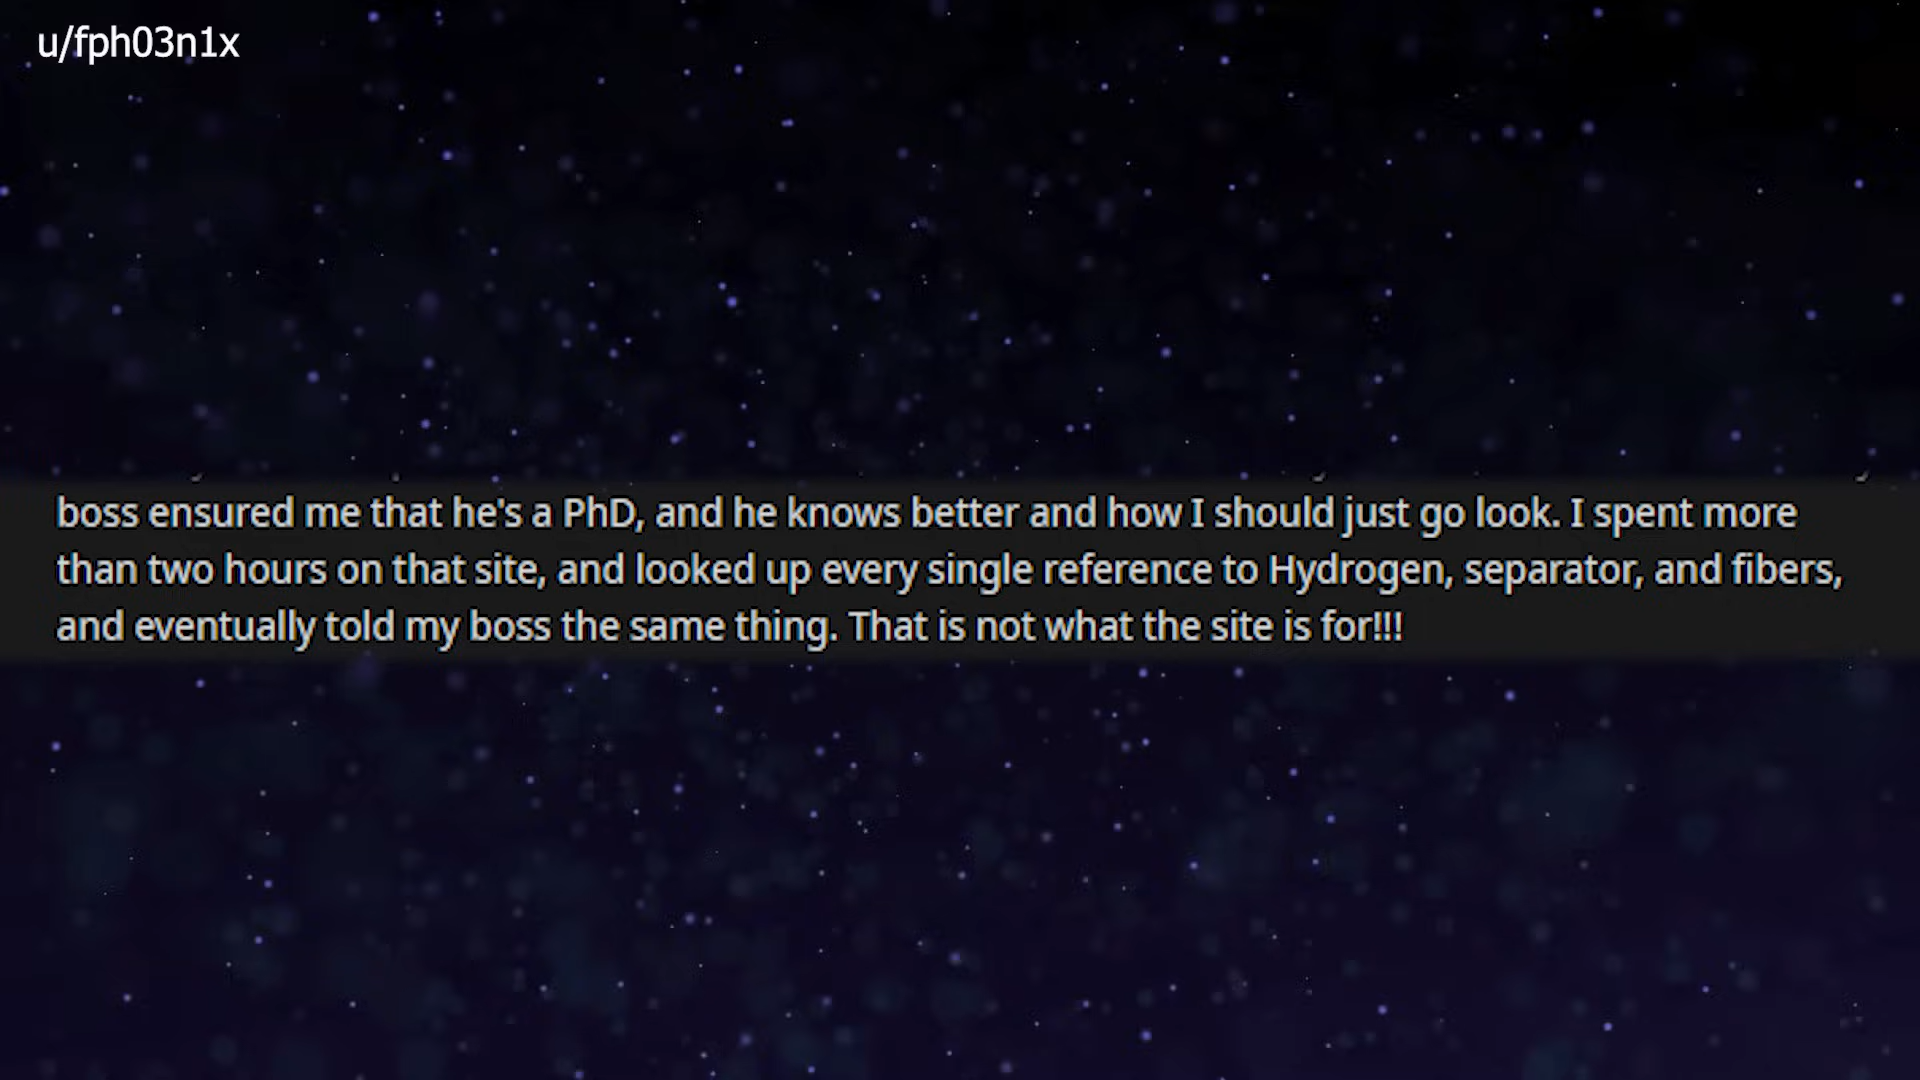 u/fph03n1x
boss ensured me that he's a PhD, and he knows better and how I should just go look. I spent more
than two hours on that site, and looked up every single reference to Hydrogen, separator, and fibers,
and eventually told my boss the same thing. That is not what the site is for!!!